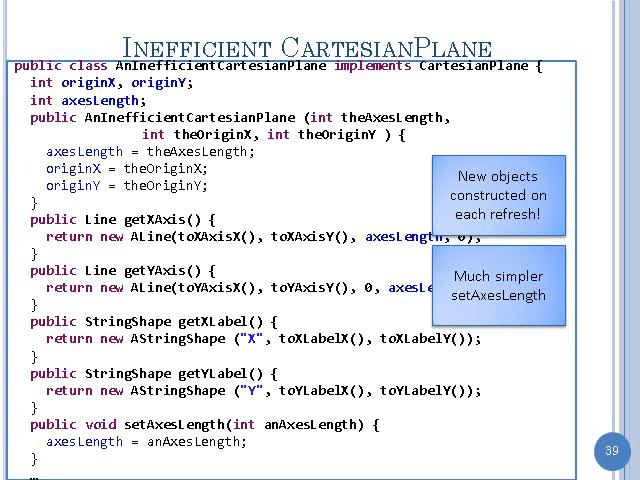 INEFFICIENT CARTESIANPLANE
public class AnInefficientCartesianPlane implements CartesianPlane {
int originX, originY;
int axesLength;
public AnInefficientCartesianPlane (int theAxesLength,
int theOriginX, int theOriginY ) {
axesLength = theAxesLength;
originX = theOriginX;
originY = theOriginY;
}
public Line getXAxis() {
return new ALine(toXAxisX(), toXAxisY(), axesLength, 0);
}
public Line getYAxis() {
return new ALine(toYAxisX(), toYAxisY(), 0,
}
public StringShape getXLabel() {
return new AStringShape ("X", toXLabelX(), toXLabelY());
}
public StringShape getYLabel() {
return new AStringShape ("Y", toYLabelX(), toYLabelY());
}
public void setAxesLength(int anAxesLength) {
axesLength = anAxesLength;
}
…
New objects
constructed on
each refresh!
Much simpler
setAxesLength
39